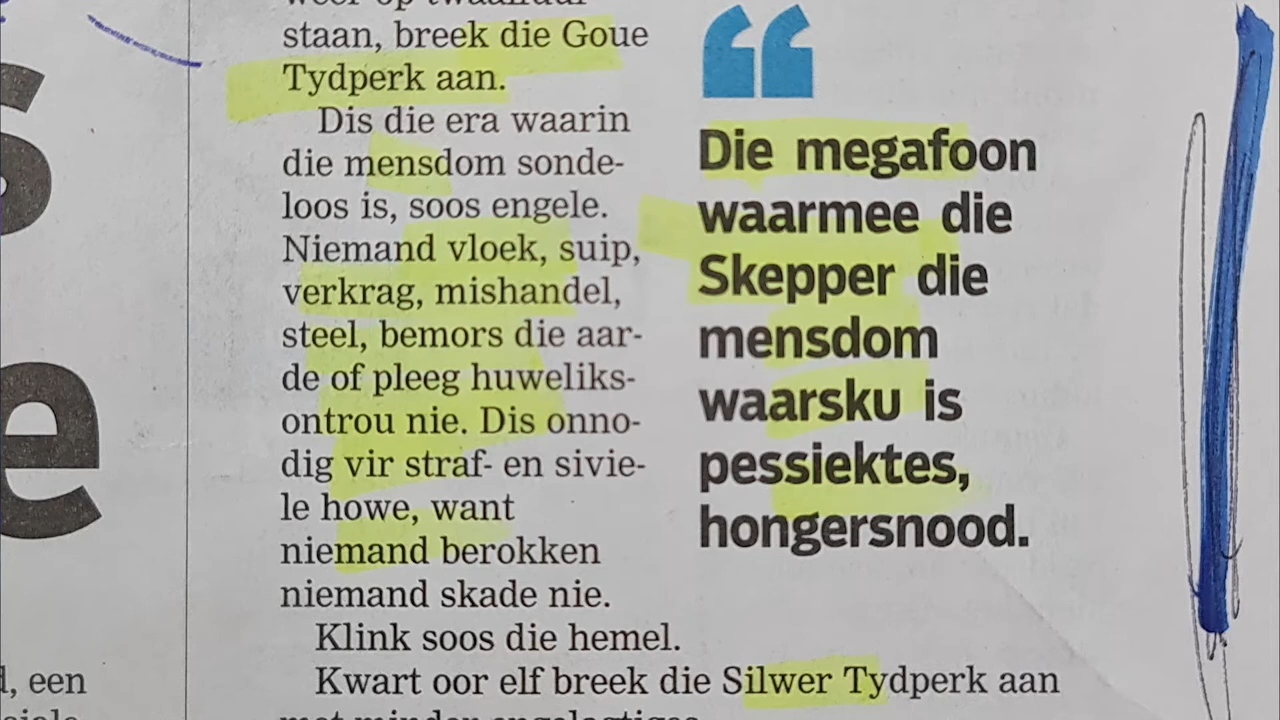 staan, breek die Goue
Tydperk aan.
Dis die era waarin
die mensdom sonde-
loos is, soos engele.
Niemand vloek, suip,
verkrag, mishandel,
steel, bemors die aar-
de of pleeg huweliks-
ontrou nie. Dis onno-
dig vir straf- en sivie-
le howe, want
niemand berokken
niemand skade nie.
Klink soos die hemel.
Kwart oor elf breek die Silwer Tydperk aan
“
Die megafoon
waarmee die
Skepper die
mensdom
waarsku is
pessiektes,
hongersnood.
s
e
een